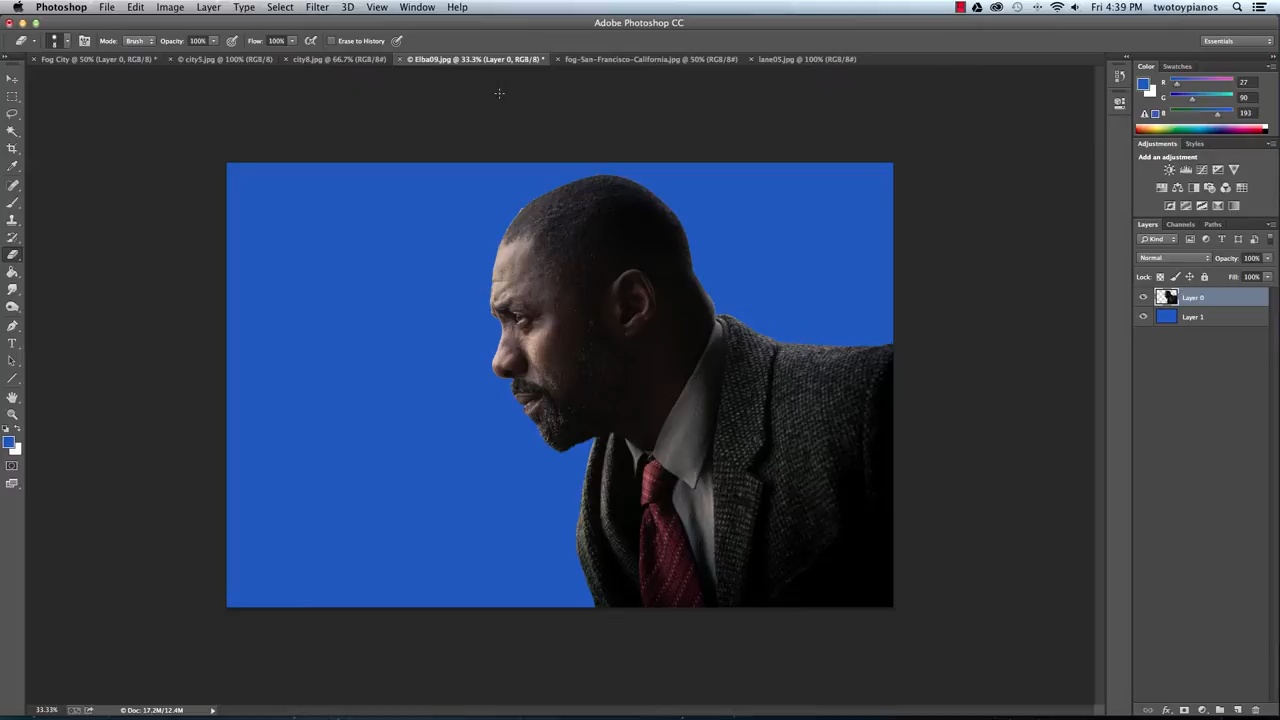 Photoshop File Edit Image Layer Type Select Filter 3D View Window Help Fri 4:39 PM twotoypianos
Adobe Photoshop CC
Mode: Brush Opacity: 100% Flow: 100% Erase to History Essentials
Fog City @ 50% (Layer 0, RGB/8) * © city5.jpg @ 100% (RGB/8) city8.jpg @ 66.7% (RGB/8#) © Elba09.jpg @ 33.3% (Layer 0, RGB/8) * fog-San-Francisco-California.jpg @ 50% (RGB/8#) lane05.jpg @ 100% (RGB/8#)
Color Swatches
R 27
G 90
B 193
Adjustments Styles
Add an adjustment
Layers Channels Paths
Kind
Normal Opacity: 100%
Lock: Fill: 100%
Layer 0
Layer 1
33.33% © Doc: 17.2M/12.4M